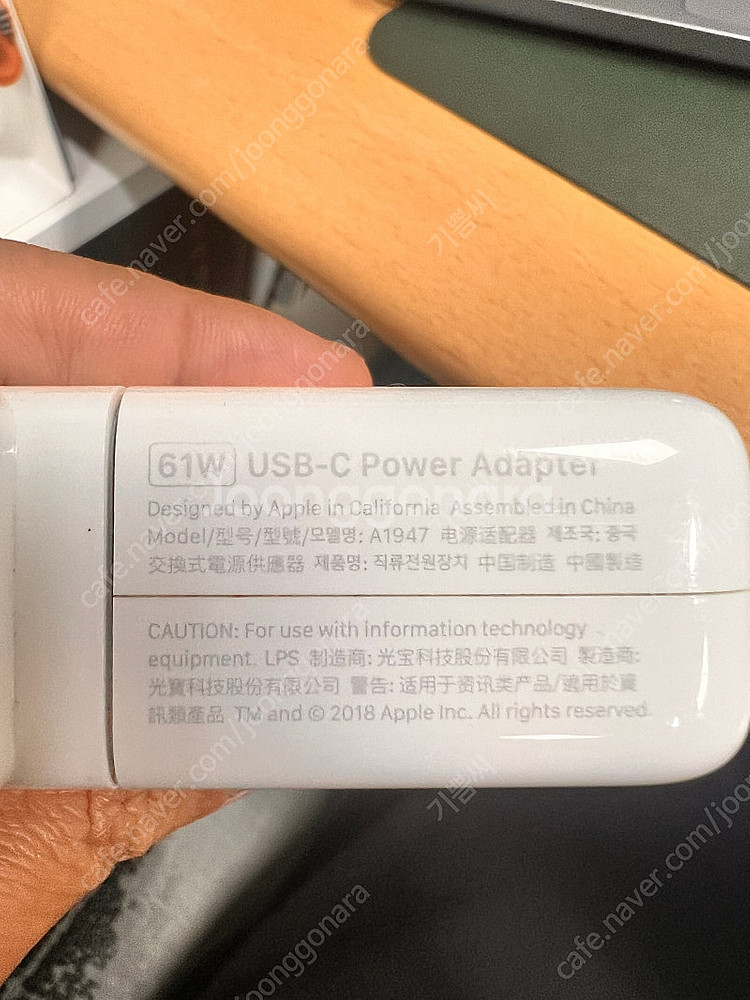 61W USB-C Power Adapter
Designed by Apple in California Assembled in China
Model/型号/型號/모델명: A1947 电源适配器 제조국: 중국
交換式電源供應器 제품명: 직류전원장치 中国制造 中國製造
CAUTION: For use with information technology
equipment. LPS 制造商: 光宝科技股份有限公司 製造商:
光寶科技股份有限公司 警告: 适用于资讯类产品/適用於資
訊類產品 TM and © 2018 Apple Inc. All rights reserved.
cafe.naver.com/joonggonara
기쁨씨
joonggonara